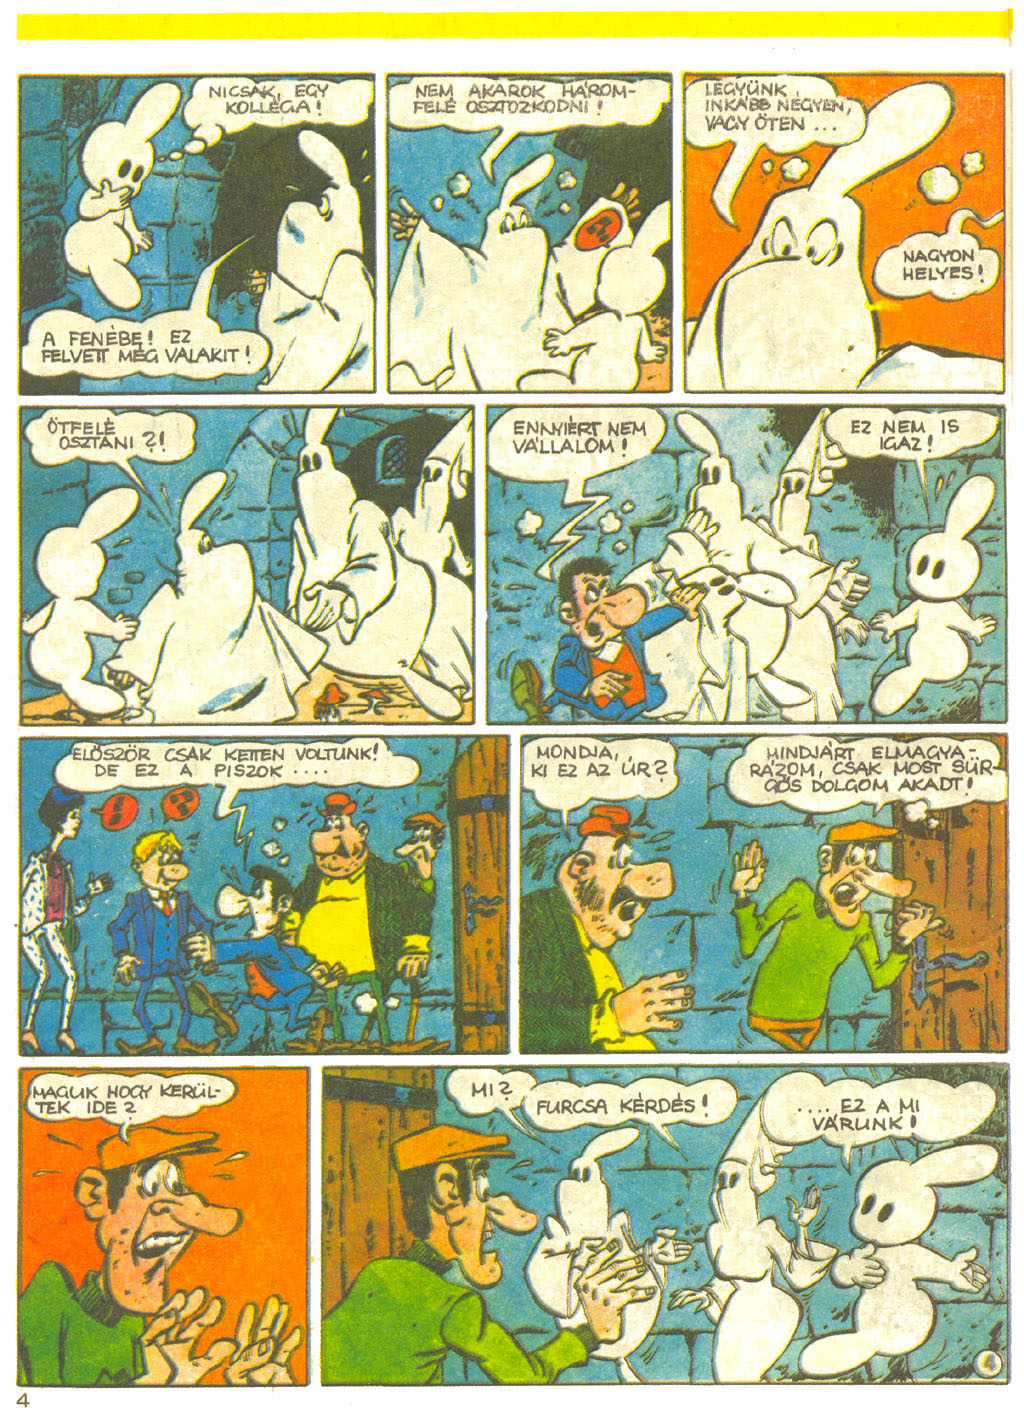 NICSAK, EGY
KOLLÉGA!
A FENÉBE! EZ
FELVETT MÉG VALAKIT!
NEM AKAROK HÁROM-
FELÉ OSZTOZKODNI!
LEGYÜNK
INKÁBB NÉGYEN,
VAGY ÖTEN ...
NAGYON
HELYES!
ÖTFELÉ
OSZTANI?!
ENNYIÉRT NEM
VÁLLALOM!
EZ NEM IS
IGAZ!
ELŐSZÖR CSAK KETTEN VOLTUNK!
DE EZ A PISZOK ....
! ?
MONDJA,
KI EZ AZ ÚR?
MINDJÁRT ELMAGYA-
RÁZOM, CSAK MOST SÜR-
GŐS DOLGOM AKADT!
MAGUK HOGY KERÜL-
TEK IDE?
MI?
FURCSA KÉRDÉS!
....EZ A MI
VÁRUNK!
4
4